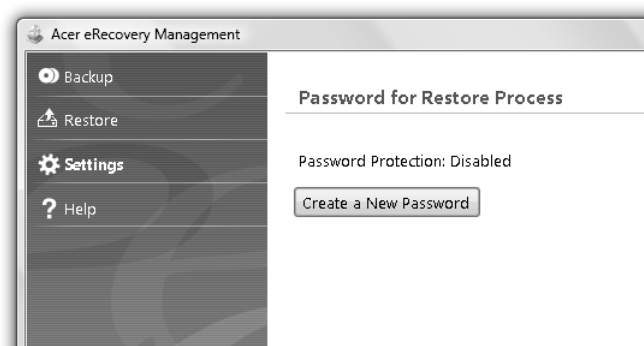 Acer eRecovery Management
Backup
Restore
Settings
Help
Password for Restore Process
Password Protection: Disabled
Create a New Password